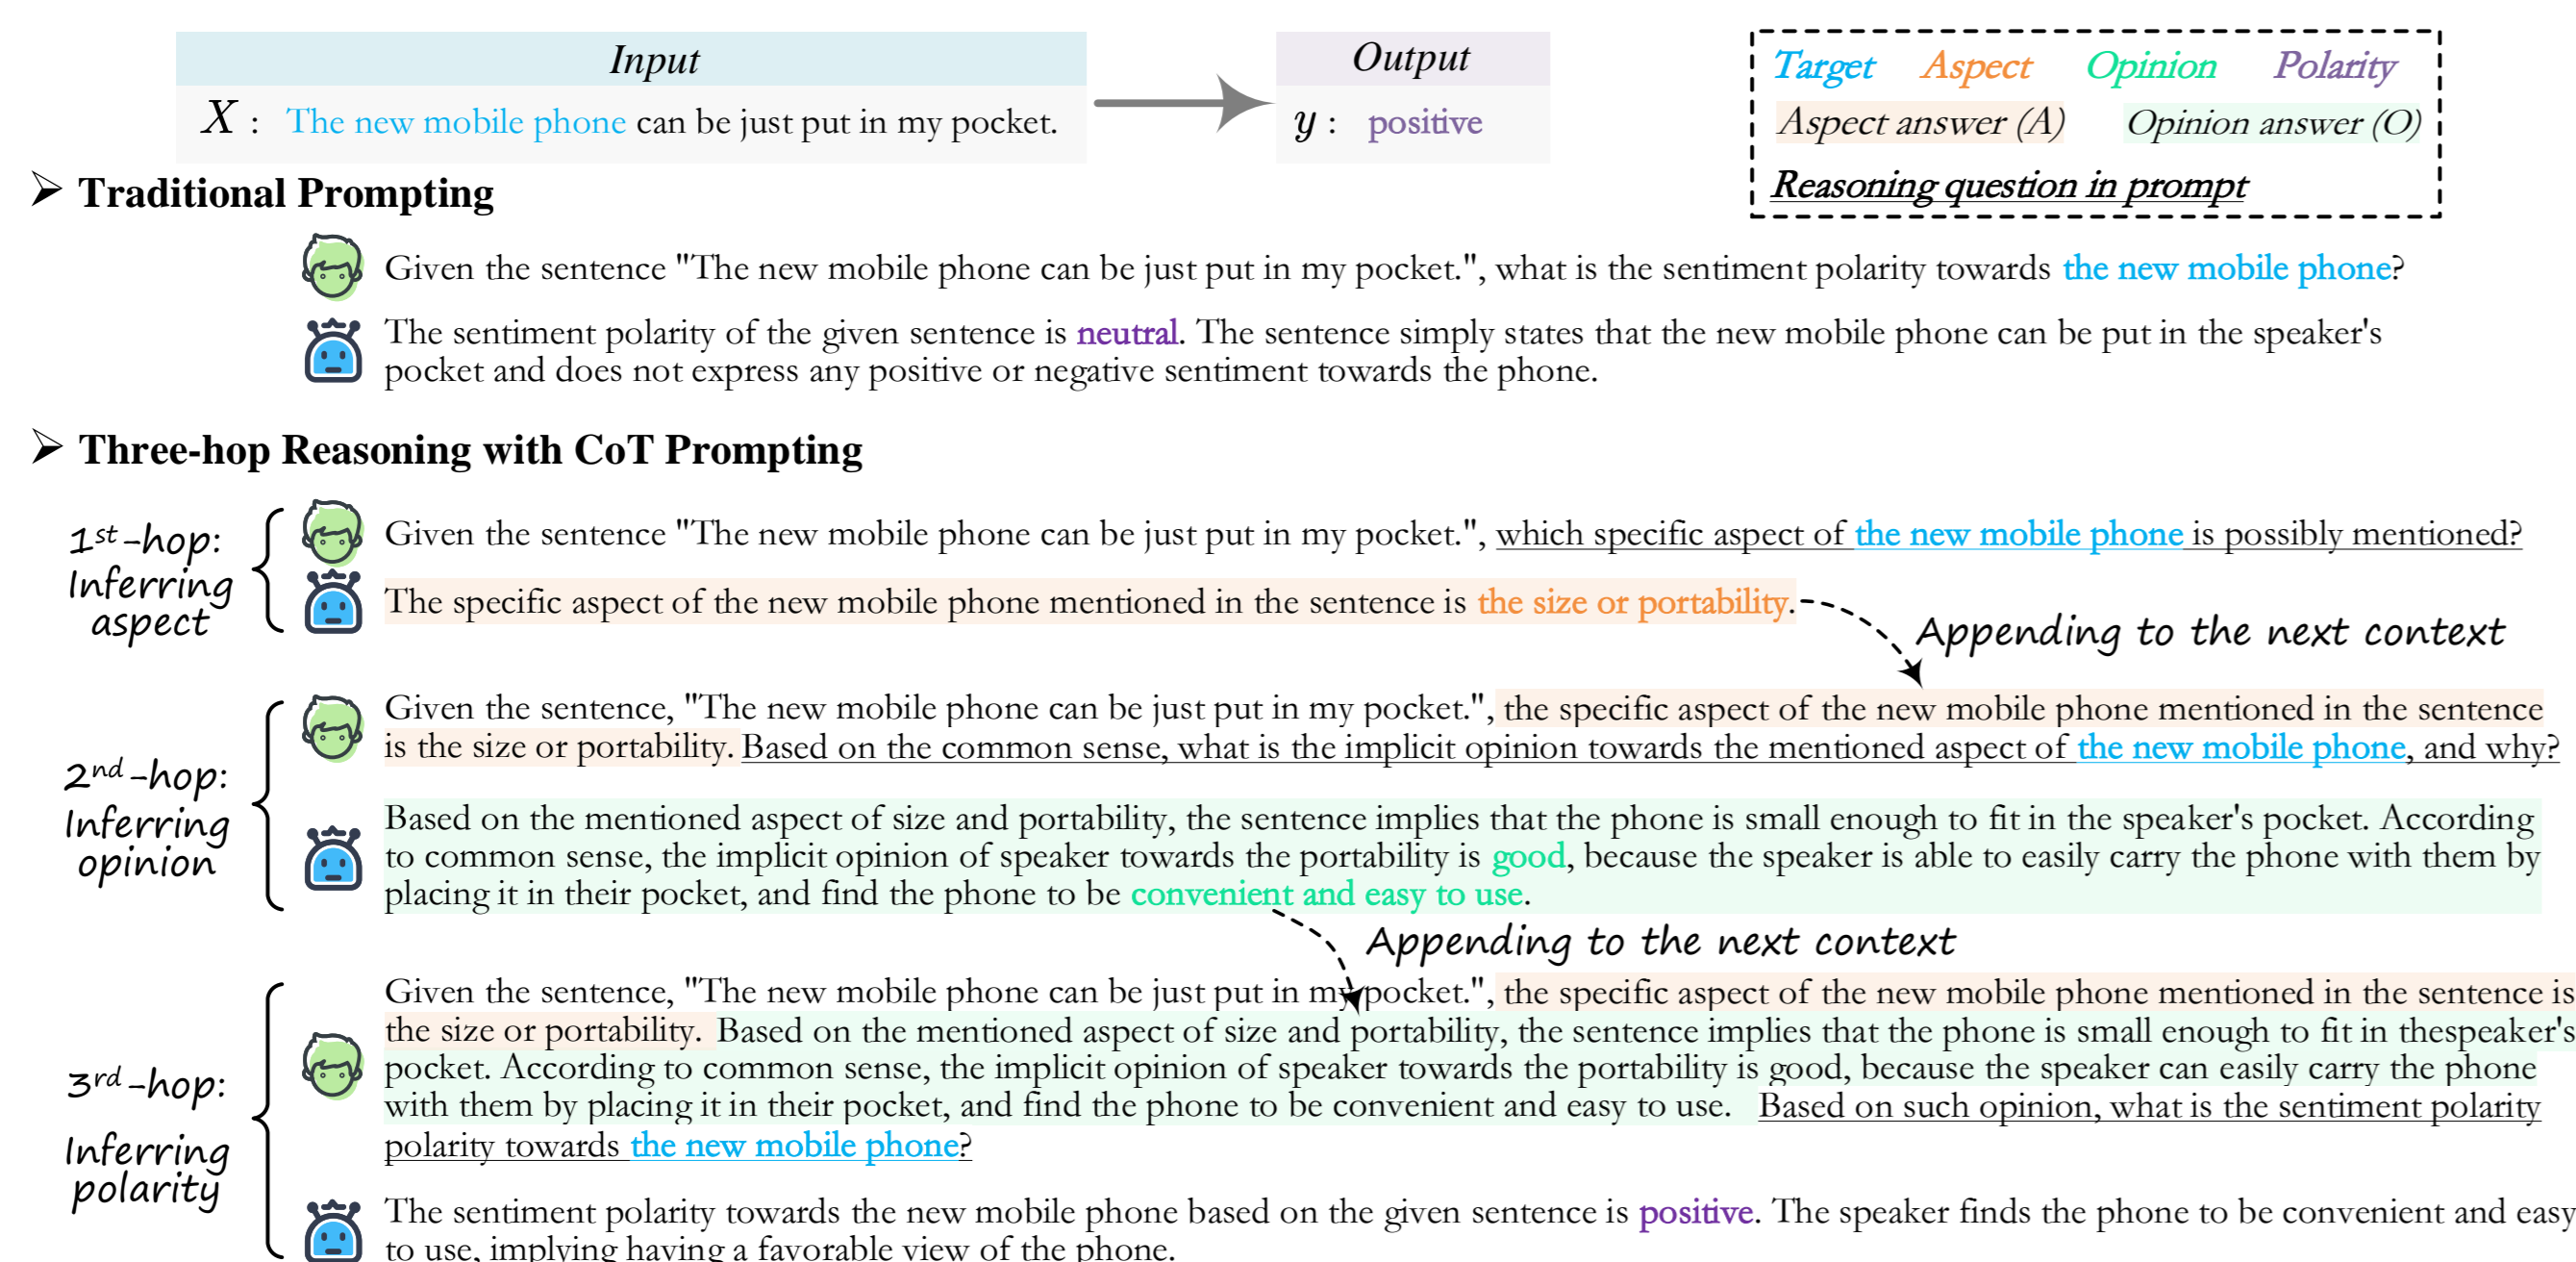 Input
X : The new mobile phone can be just put in my pocket.
Output
y : positive
Target Aspect Opinion Polarity
Aspect answer (A) Opinion answer (O)
Reasoning question in prompt
➢ Traditional Prompting
Given the sentence "The new mobile phone can be just put in my pocket.", what is the sentiment polarity towards the new mobile phone?
The sentiment polarity of the given sentence is neutral. The sentence simply states that the new mobile phone can be put in the speaker's
pocket and does not express any positive or negative sentiment towards the phone.
➢ Three-hop Reasoning with CoT Prompting
1st-hop:
Inferring
aspect
Given the sentence "The new mobile phone can be just put in my pocket.", which specific aspect of the new mobile phone is possibly mentioned?
The specific aspect of the new mobile phone mentioned in the sentence is the size or portability.
Appending to the next context
2nd-hop:
Inferring
opinion
Given the sentence, "The new mobile phone can be just put in my pocket.", the specific aspect of the new mobile phone mentioned in the sentence
is the size or portability. Based on the common sense, what is the implicit opinion towards the mentioned aspect of the new mobile phone, and why?
Based on the mentioned aspect of size and portability, the sentence implies that the phone is small enough to fit in the speaker's pocket. According
to common sense, the implicit opinion of speaker towards the portability is good, because the speaker is able to easily carry the phone with them by
placing it in their pocket, and find the phone to be convenient and easy to use.
Appending to the next context
3rd-hop:
Inferring
polarity
Given the sentence, "The new mobile phone can be just put in my pocket.", the specific aspect of the new mobile phone mentioned in the sentence is
the size or portability. Based on the mentioned aspect of size and portability, the sentence implies that the phone is small enough to fit in thespeaker's
pocket. According to common sense, the implicit opinion of speaker towards the portability is good, because the speaker can easily carry the phone
with them by placing it in their pocket, and find the phone to be convenient and easy to use. Based on such opinion, what is the sentiment polarity
polarity towards the new mobile phone?
The sentiment polarity towards the new mobile phone based on the given sentence is positive. The speaker finds the phone to be convenient and easy
to use, implying having a favorable view of the phone.